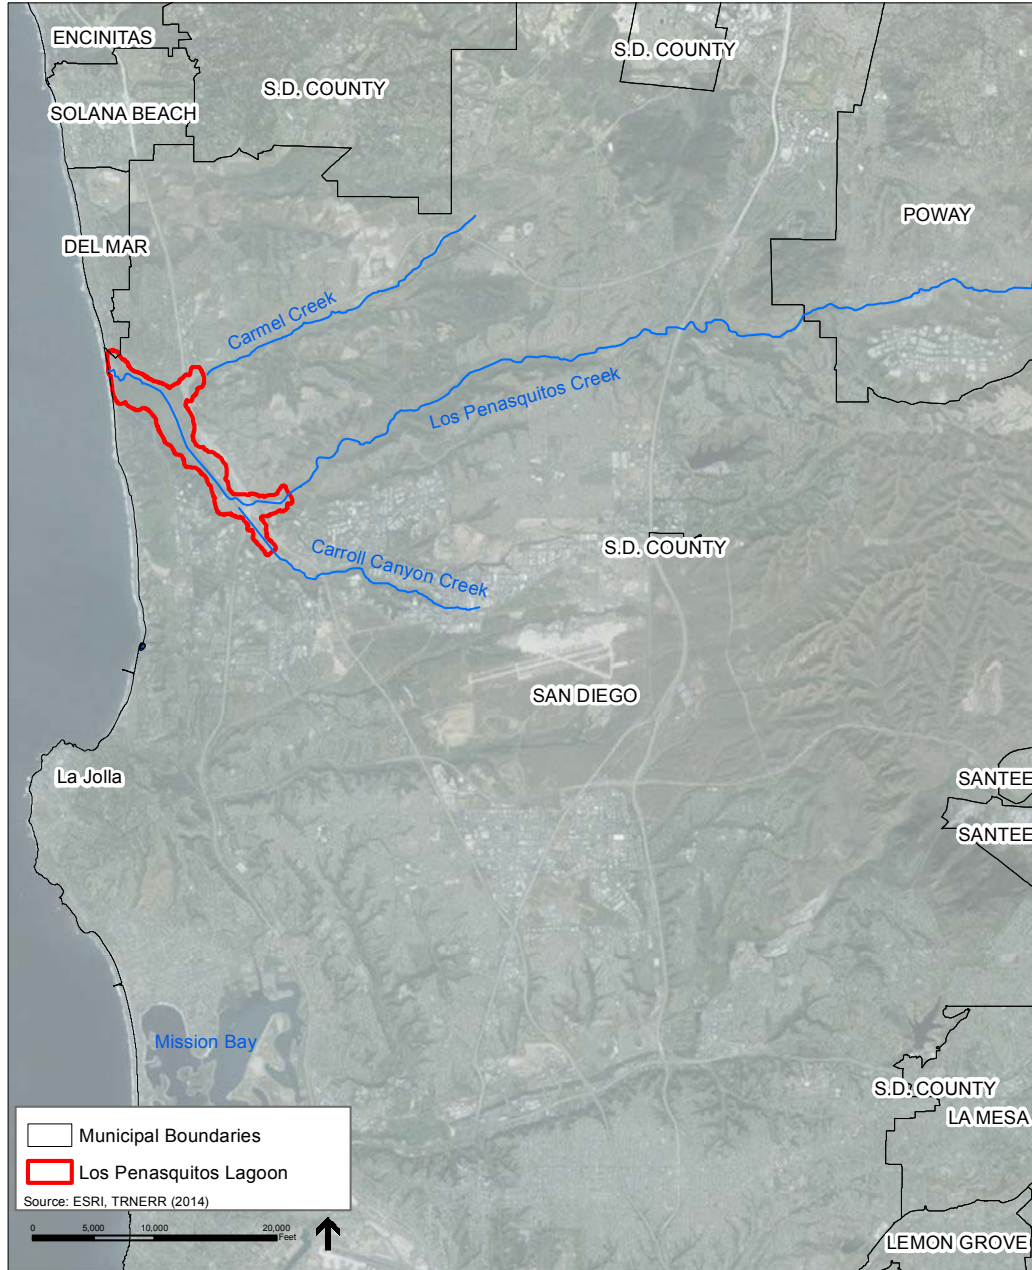 ENCINITAS
S.D. COUNTY
S.D. COUNTY
SOLANA BEACH
POWAY
DEL MAR
Carmel Creek
Los Penasquitos Creek
S.D. COUNTY
Carroll Canyon Creek
SAN DIEGO
La Jolla
SANTEE
SANTEE
Mission Bay
S.D. COUNTY
LA MESA
Municipal Boundaries
Los Penasquitos Lagoon
Source: ESRI, TRNERR (2014)
0 5,000 10,000 20,000
Feet
LEMON GROVE